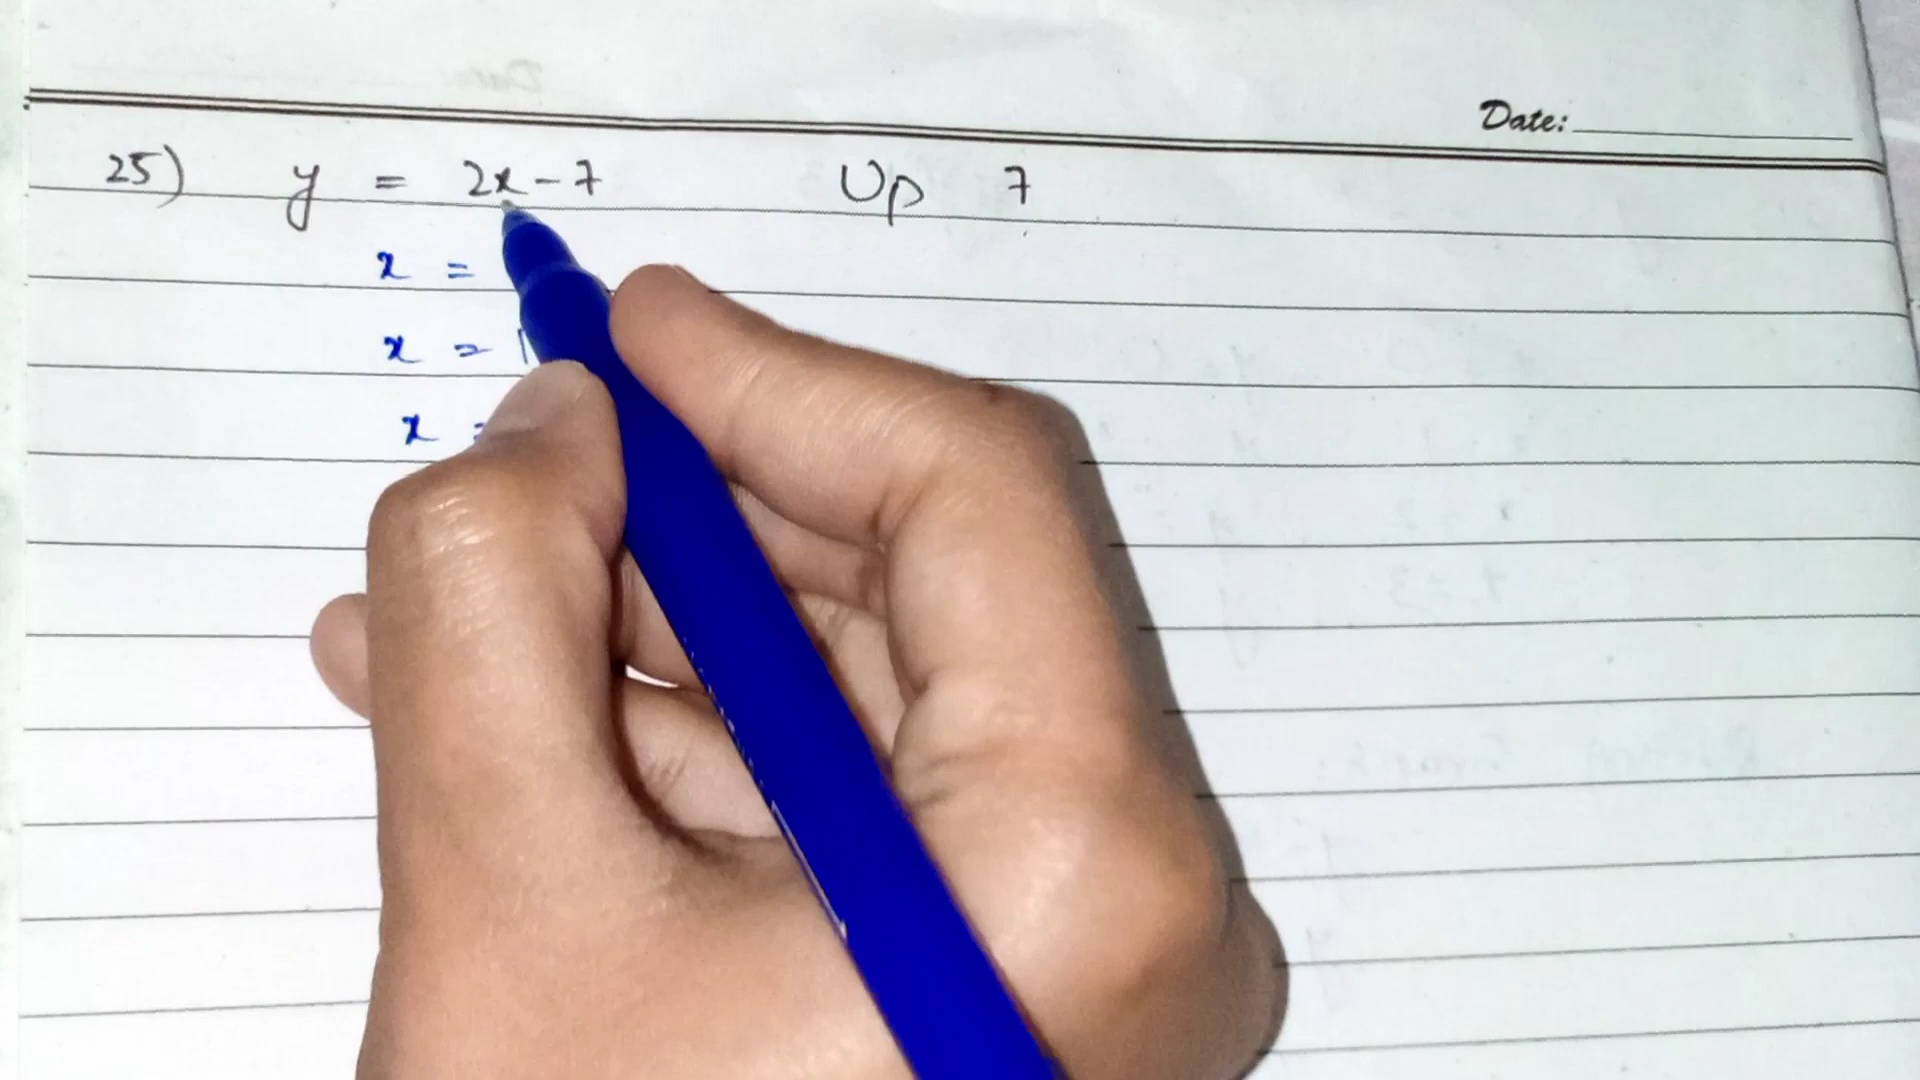 Date:
25) y = 2x - 7 Up 7
x =
x =
x =